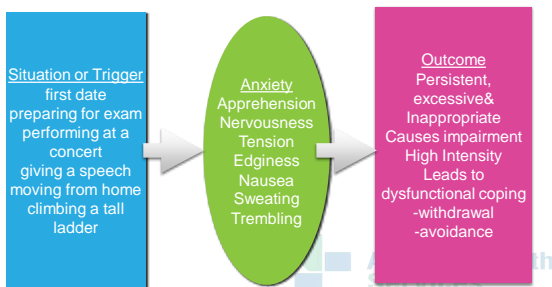 Situation or Trigger
first date
preparing for exam
performing at a
concert
giving a speech
moving from home
climbing a tall
ladder
Anxiety
Apprehension
Nervousness
Tension
Edginess
Nausea
Sweating
Trembling
Outcome
Persistent,
excessive&
Inappropriate
Causes impairment
High Intensity
Leads to
dysfunctional coping
-withdrawal
-avoidance